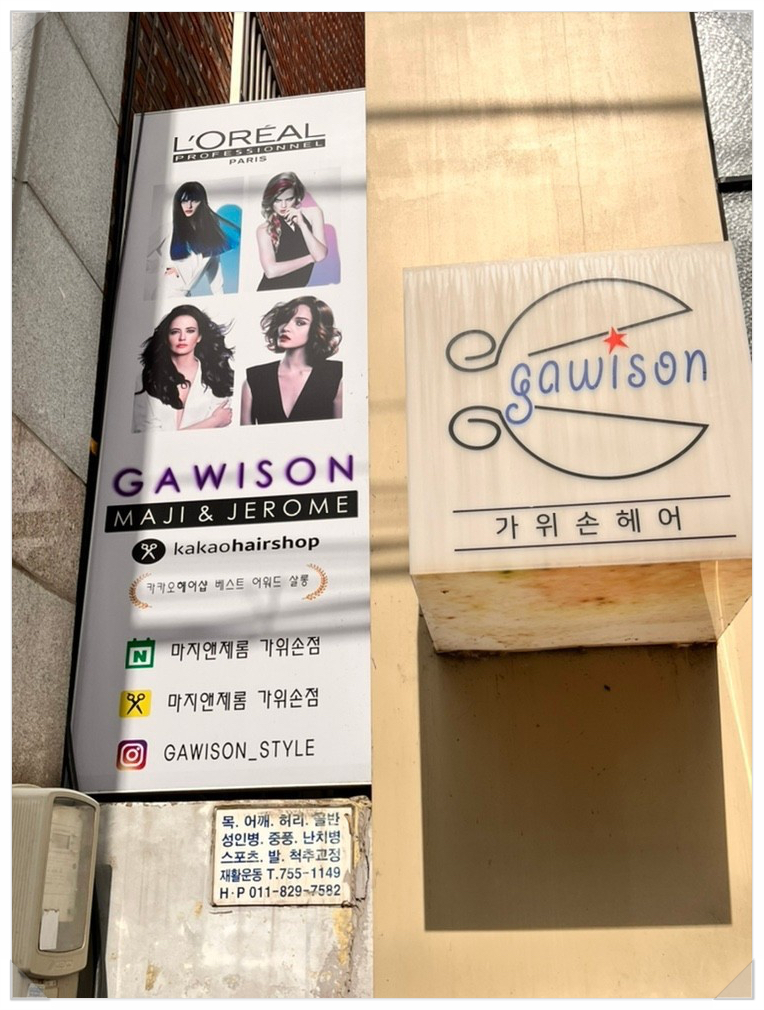 L'ORÉAL
PROFESSIONNEL
PARIS
GAWISON
MAJI & JEROME
kakaohairshop
카카오헤어샵 베스트 어워드 살롱
N 마지앤제롬 가위손점
마지앤제롬 가위손점
GAWISON_STYLE
gawison
가위손헤어
목. 어깨. 허리. 골반
성인병. 중풍. 난치병
스포츠. 발. 척추교정
재활운동 T.755-1149
H·P 011-829-7582